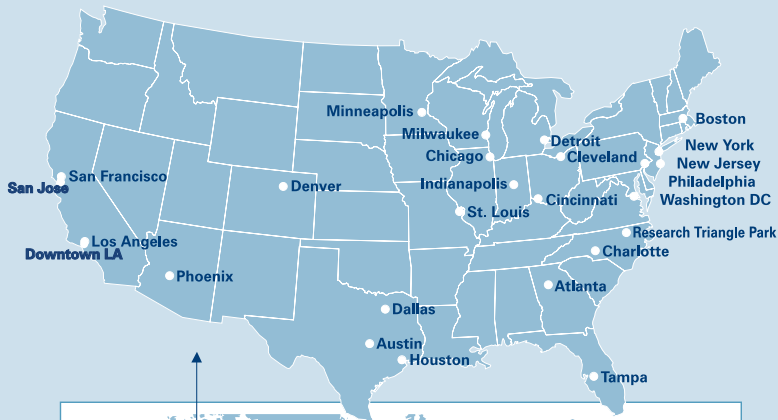 Minneapolis
Boston
Milwaukee
Detroit
New York
Chicago
Cleveland
New Jersey
San Francisco
Philadelphia
San Jose
Denver
Indianapolis
Cincinnati
Washington DC
St. Louis
Research Triangle Park
Los Angeles
Downtown LA
Charlotte
Phoenix
Atlanta
Dallas
Austin
Houston
Tampa